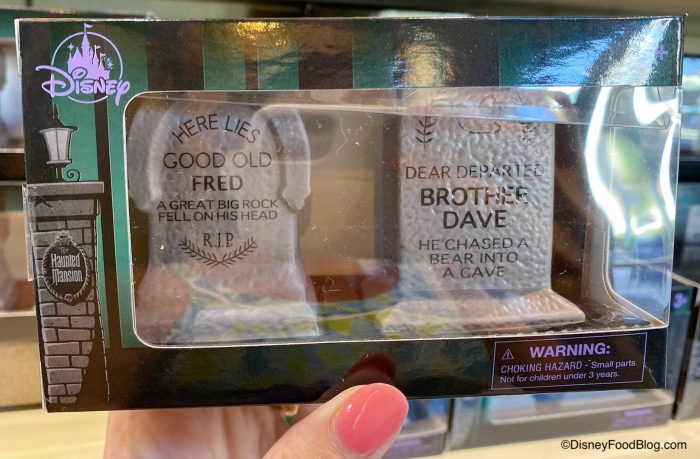 Disney
HERE LIES
GOOD OLD
FRED
A GREAT BIG ROCK
FELL ON HIS HEAD
R.I.P.
DEAR DEPARTED
BROTHER
DAVE
HE CHASED A
BEAR INTO
A CAVE
The
Haunted
Mansion
WARNING:
CHOKING HAZARD - Small parts.
Not for children under 3 years.
©DisneyFoodBlog.com